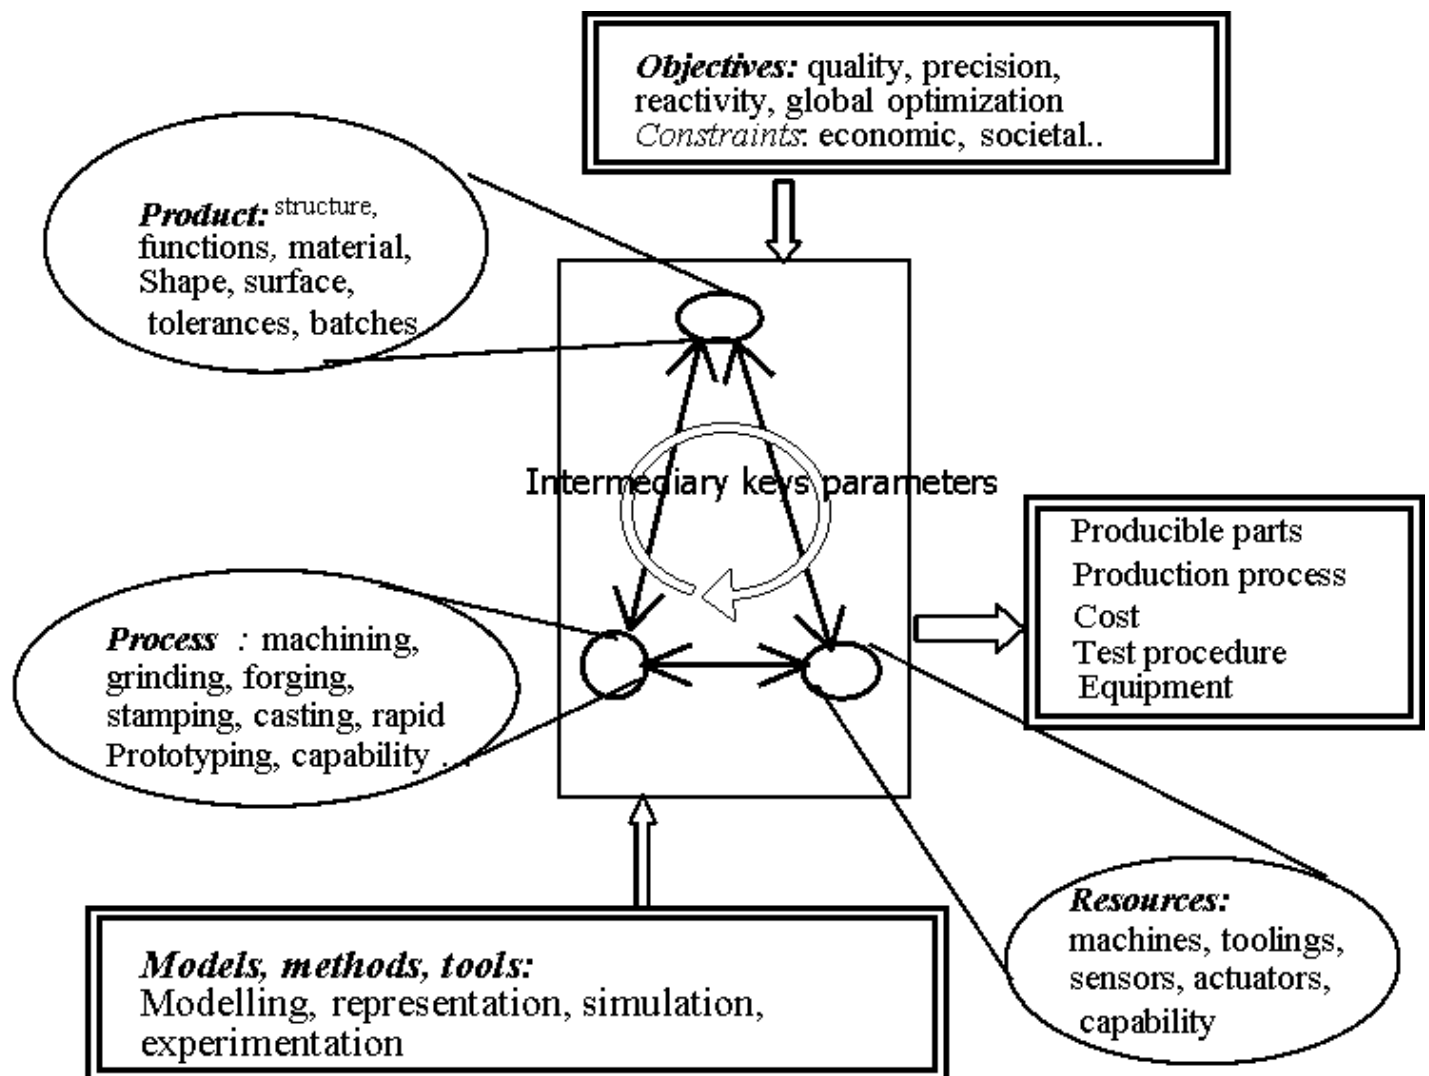 Objectives: quality, precision,
reactivity, global optimization
Constraints: economic, societal..
Product: structure,
functions, material,
Shape, surface,
tolerances, batches
Intermediary keys parameters
Producible parts
Production process
Cost
Test procedure
Equipment
Process : machining,
grinding, forging,
stamping, casting, rapid
Prototyping, capability . .
Resources:
machines, toolings,
sensors, actuators,
capability
Models, methods, tools:
Modelling, representation, simulation,
experimentation